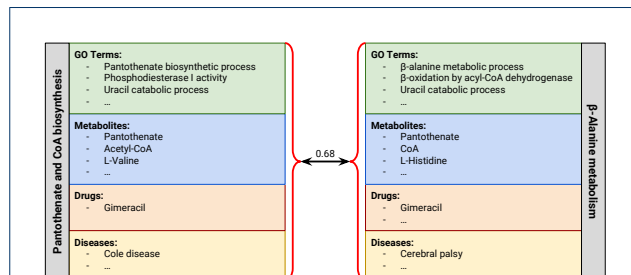 Pantothenate and CoA biosynthesis
GO Terms:
- Pantothenate biosynthetic process
- Phosphodiesterase I activity
- Uracil catabolic process
- ...
Metabolites:
- Pantothenate
- Acetyl-CoA
- L-Valine
- ...
Drugs:
- Gimeracil
Diseases:
- Cole disease
- ...
0.68
GO Terms:
- β-alanine metabolic process
- β-oxidation by acyl-CoA dehydrogenase
- Uracil catabolic process
- ...
Metabolites:
- Pantothenate
- CoA
- L-Histidine
- ...
Drugs:
- Gimeracil
- ...
Diseases:
- Cerebral palsy
- ...
β-Alanine metabolism